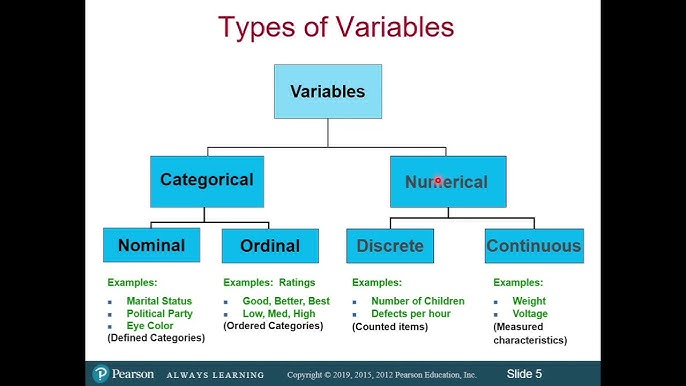 Types of Variables
Variables
Categorical
Numerical
Nominal
Ordinal
Discrete
Continuous
Examples:
Marital Status
Political Party
Eye Color
(Defined Categories)
Examples: Ratings
Good, Better, Best
Low, Med, High
(Ordered Categories)
Examples:
Number of Children
Defects per hour
(Counted items)
Examples:
Weight
Voltage
(Measured
characteristics)
Pearson
ALWAYS LEARNING
Copyright © 2019, 2015, 2012 Pearson Education, Inc.
Slide 5